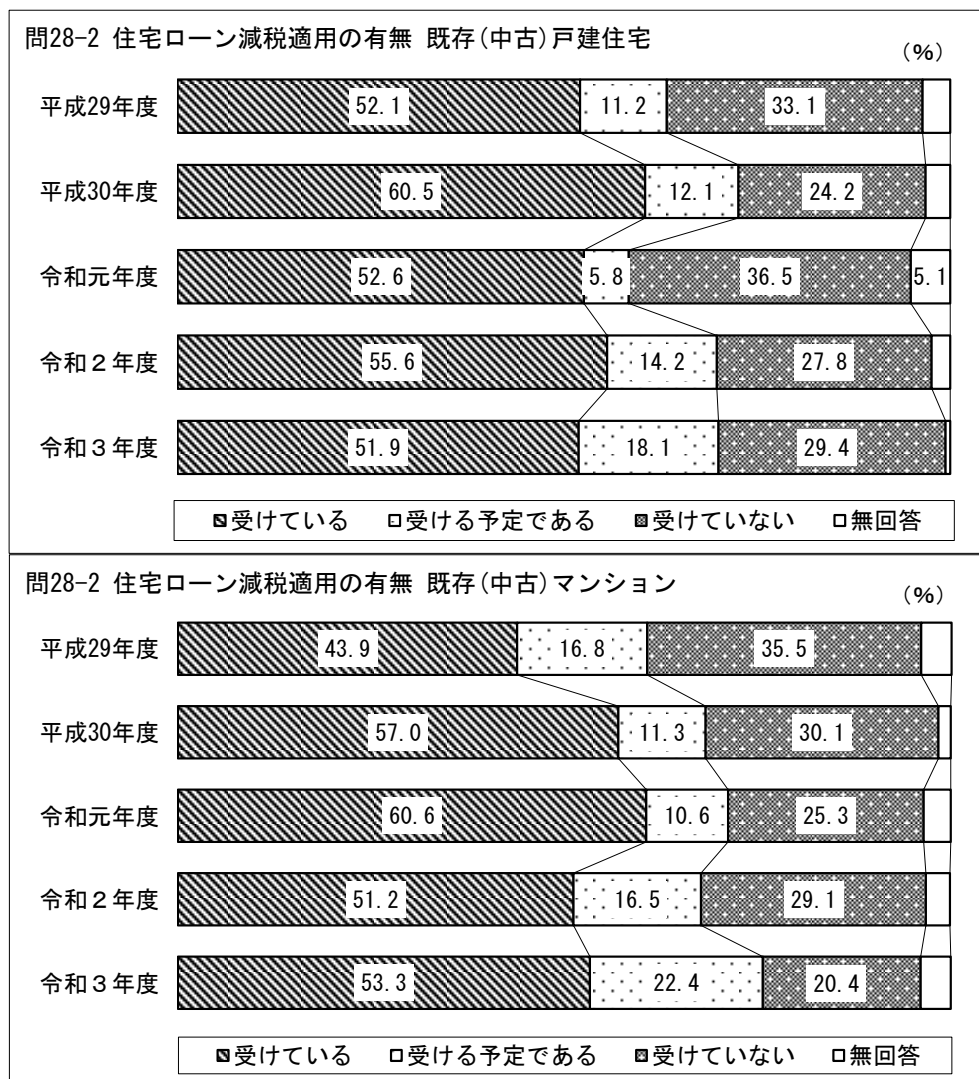 問28-2 住宅ローン減税適用の有無 既存(中古)戸建住宅
(%)
平成29年度 52.1 11.2 33.1
平成30年度 60.5 12.1 24.2
令和元年度 52.6 5.8 36.5 5.1
令和２年度 55.6 14.2 27.8
令和３年度 51.9 18.1 29.4
受けている 受ける予定である 受けていない 無回答
問28-2 住宅ローン減税適用の有無 既存(中古)マンション
(%)
平成29年度 43.9 16.8 35.5
平成30年度 57.0 11.3 30.1
令和元年度 60.6 10.6 25.3
令和２年度 51.2 16.5 29.1
令和３年度 53.3 22.4 20.4
受けている 受ける予定である 受けていない 無回答